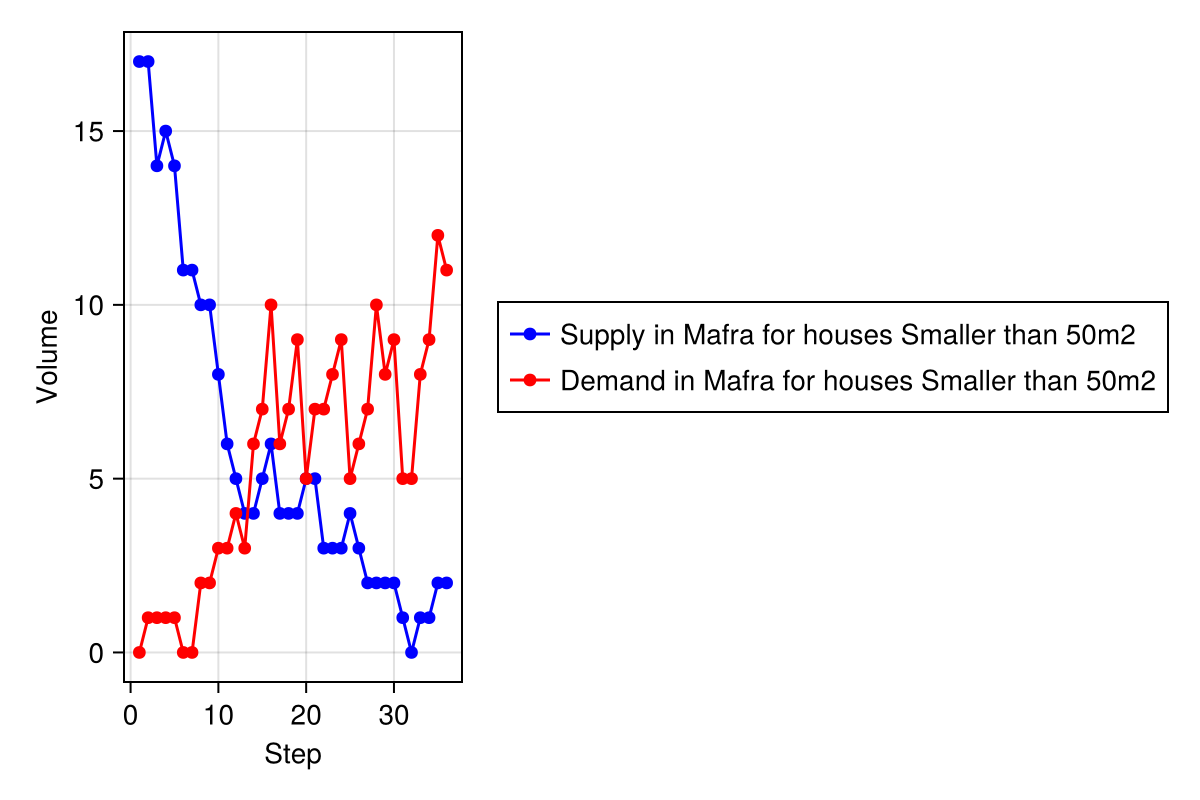 Volume
15
10
5
0
0 10 20 30
Step
Supply in Mafra for houses Smaller than 50m2
Demand in Mafra for houses Smaller than 50m2